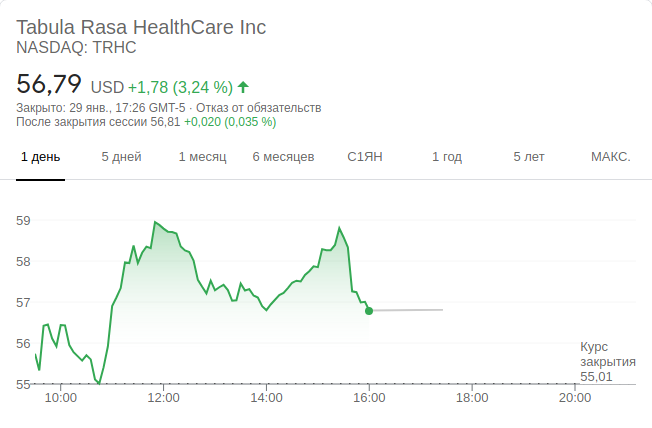 Tabula Rasa HealthCare Inc
NASDAQ: TRHC
56,79 USD +1,78 (3,24 %)
Закрыто: 29 янв., 17:26 GMT-5 · Отказ от обязательств
После закрытия сессии 56,81 +0,020 (0,035 %)
1 день 5 дней 1 месяц 6 месяцев С1ЯН 1 год 5 лет МАКС.
59
58
57
56
55
Курс
закрытия
55,01
10:00 12:00 14:00 16:00 18:00 20:00